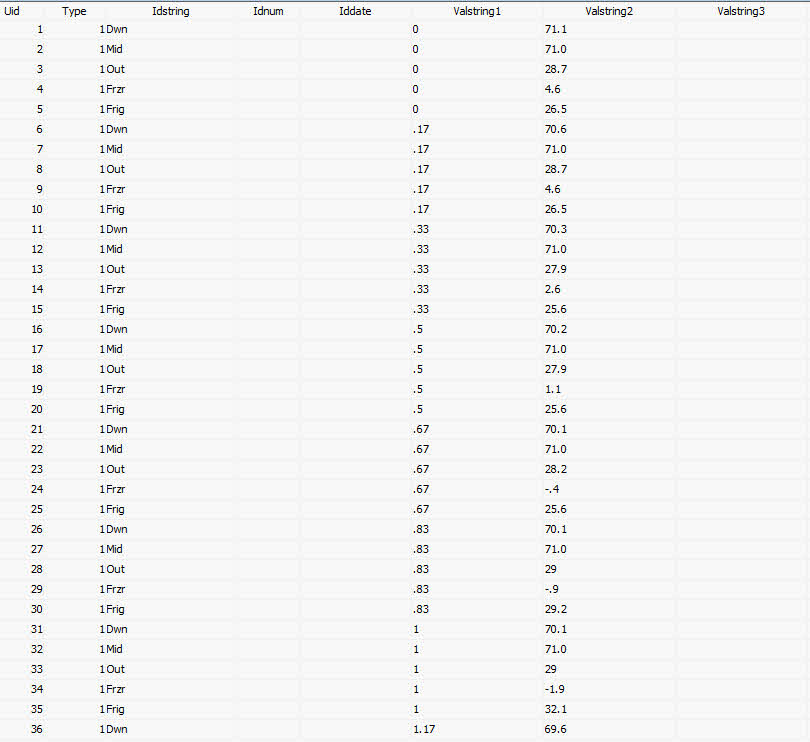 Uid Type Idstring Idnum Iddate Valstring1 Valstring2 Valstring3
1 1 Dwn 0 71.1
2 1 Mid 0 71.0
3 1 Out 0 28.7
4 1 Frzr 0 4.6
5 1 Frig 0 26.5
6 1 Dwn .17 70.6
7 1 Mid .17 71.0
8 1 Out .17 28.7
9 1 Frzr .17 4.6
10 1 Frig .17 26.5
11 1 Dwn .33 70.3
12 1 Mid .33 71.0
13 1 Out .33 27.9
14 1 Frzr .33 2.6
15 1 Frig .33 25.6
16 1 Dwn .5 70.2
17 1 Mid .5 71.0
18 1 Out .5 27.9
19 1 Frzr .5 1.1
20 1 Frig .5 25.6
21 1 Dwn .67 70.1
22 1 Mid .67 71.0
23 1 Out .67 28.2
24 1 Frzr .67 -.4
25 1 Frig .67 25.6
26 1 Dwn .83 70.1
27 1 Mid .83 71.0
28 1 Out .83 29
29 1 Frzr .83 -.9
30 1 Frig .83 29.2
31 1 Dwn 1 70.1
32 1 Mid 1 71.0
33 1 Out 1 29
34 1 Frzr 1 -1.9
35 1 Frig 1 32.1
36 1 Dwn 1.17 69.6